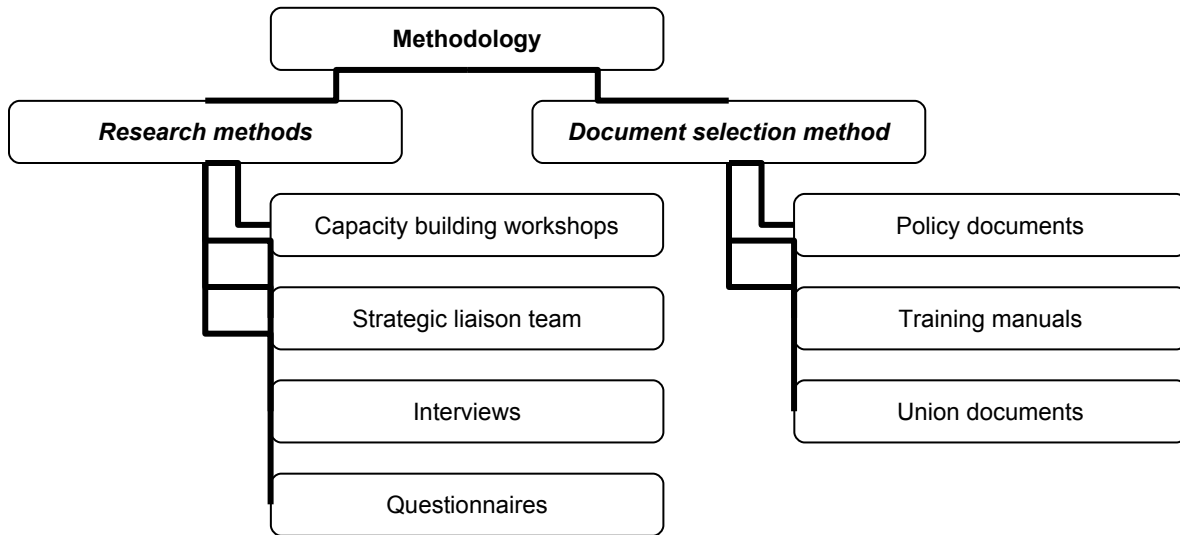 Methodology
Research methods
Document selection method
Capacity building workshops
Policy documents
Strategic liaison team
Training manuals
Interviews
Union documents
Questionnaires